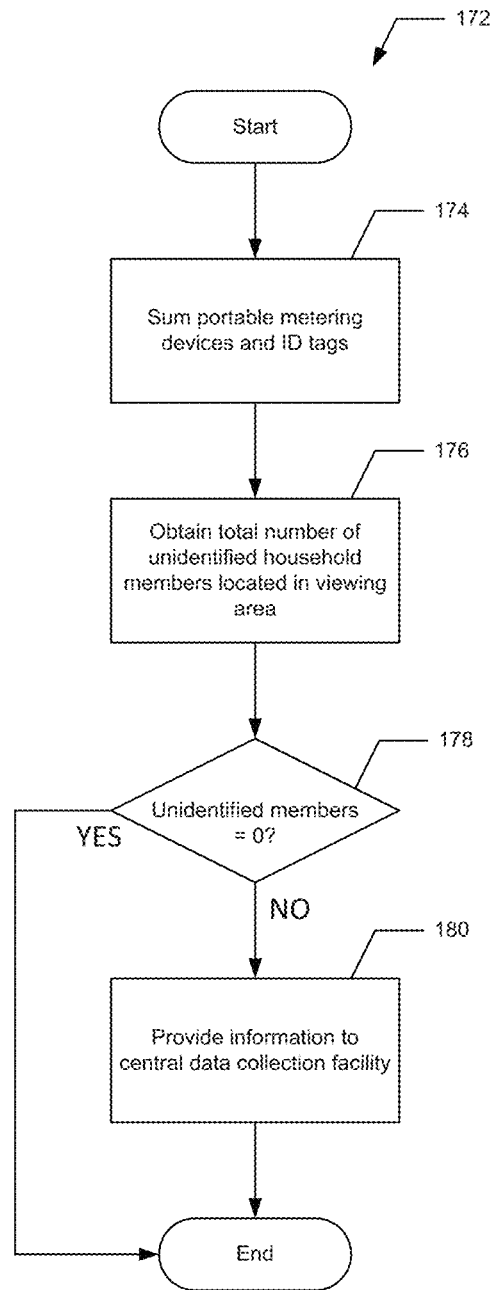 172
Start
174
Sum portable metering
devices and ID tags
176
Obtain total number of
unidentified household
members located in viewing
area
178
Unidentified members
= 0?
YES
NO
180
Provide information to
central data collection facility
End